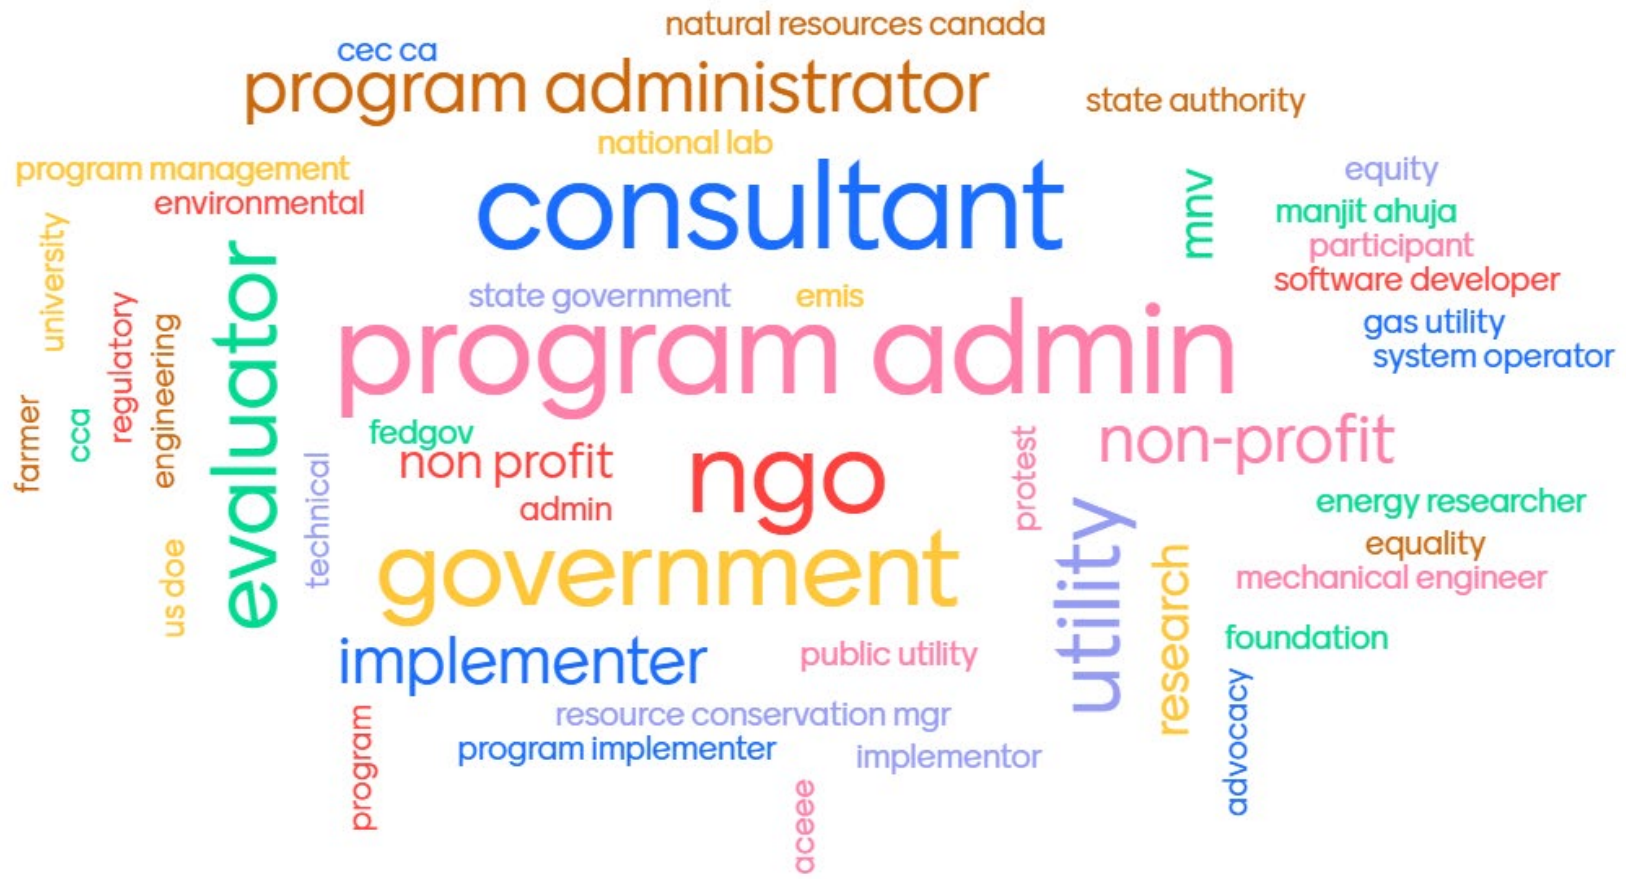 natural resources canada
cec ca
program administrator
state authority
national lab
program management
consultant
equity
environmental
mnv
manjit ahuja
university
participant
evaluator
software developer
state government
emis
regulatory
program admin
gas utility
engineering
system operator
farmer
cca
fedgov
non profit
ngo
protest
non-profit
technical
admin
utility
energy researcher
us doe
government
research
equality
mechanical engineer
implementer
public utility
foundation
advocacy
program
resource conservation mgr
program implementer
implementor
aceee